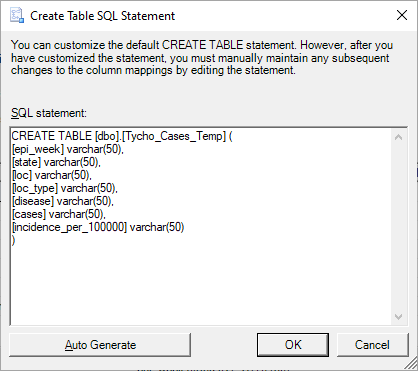 Create Table SQL Statement
You can customize the default CREATE TABLE statement. However, after you
have customized the statement, you must manually maintain any subsequent
changes to the column mappings by editing the statement.
SQL statement:
CREATE TABLE [dbo].[Tycho_Cases_Temp] (
[epi_week] varchar(50),
[state] varchar(50),
[loc] varchar(50),
[loc_type] varchar(50),
[disease] varchar(50),
[cases] varchar(50),
[incidence_per_100000] varchar(50)
)
Auto Generate
OK
Cancel